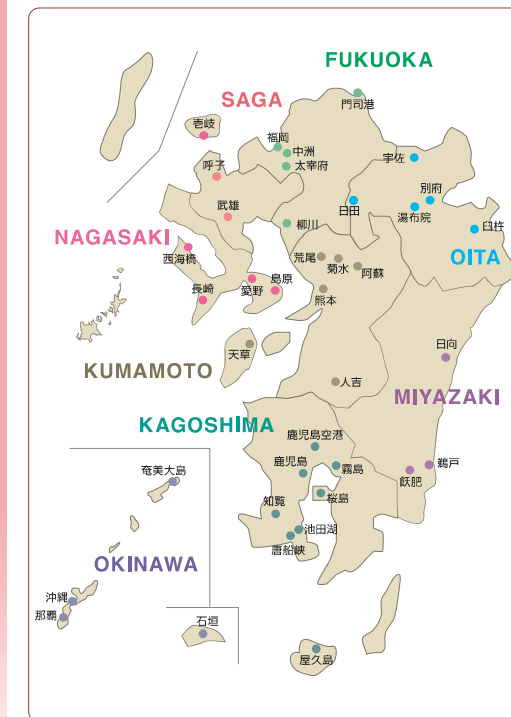 FUKUOKA
門司港
SAGA
壱岐
福岡
中洲
太宰府
宇佐
呼子
別府
武雄
日田
湯布院
柳川
臼杵
NAGASAKI
西海橋
荒尾
菊水
阿蘇
OITA
島原
愛野
長崎
熊本
天草
日向
KUMAMOTO
人吉
MIYAZAKI
KAGOSHIMA
鹿児島空港
鹿児島
霧島
鵜戸
飫肥
奄美大島
桜島
知覧
池田湖
唐船峡
OKINAWA
沖縄
那覇
石垣
屋久島